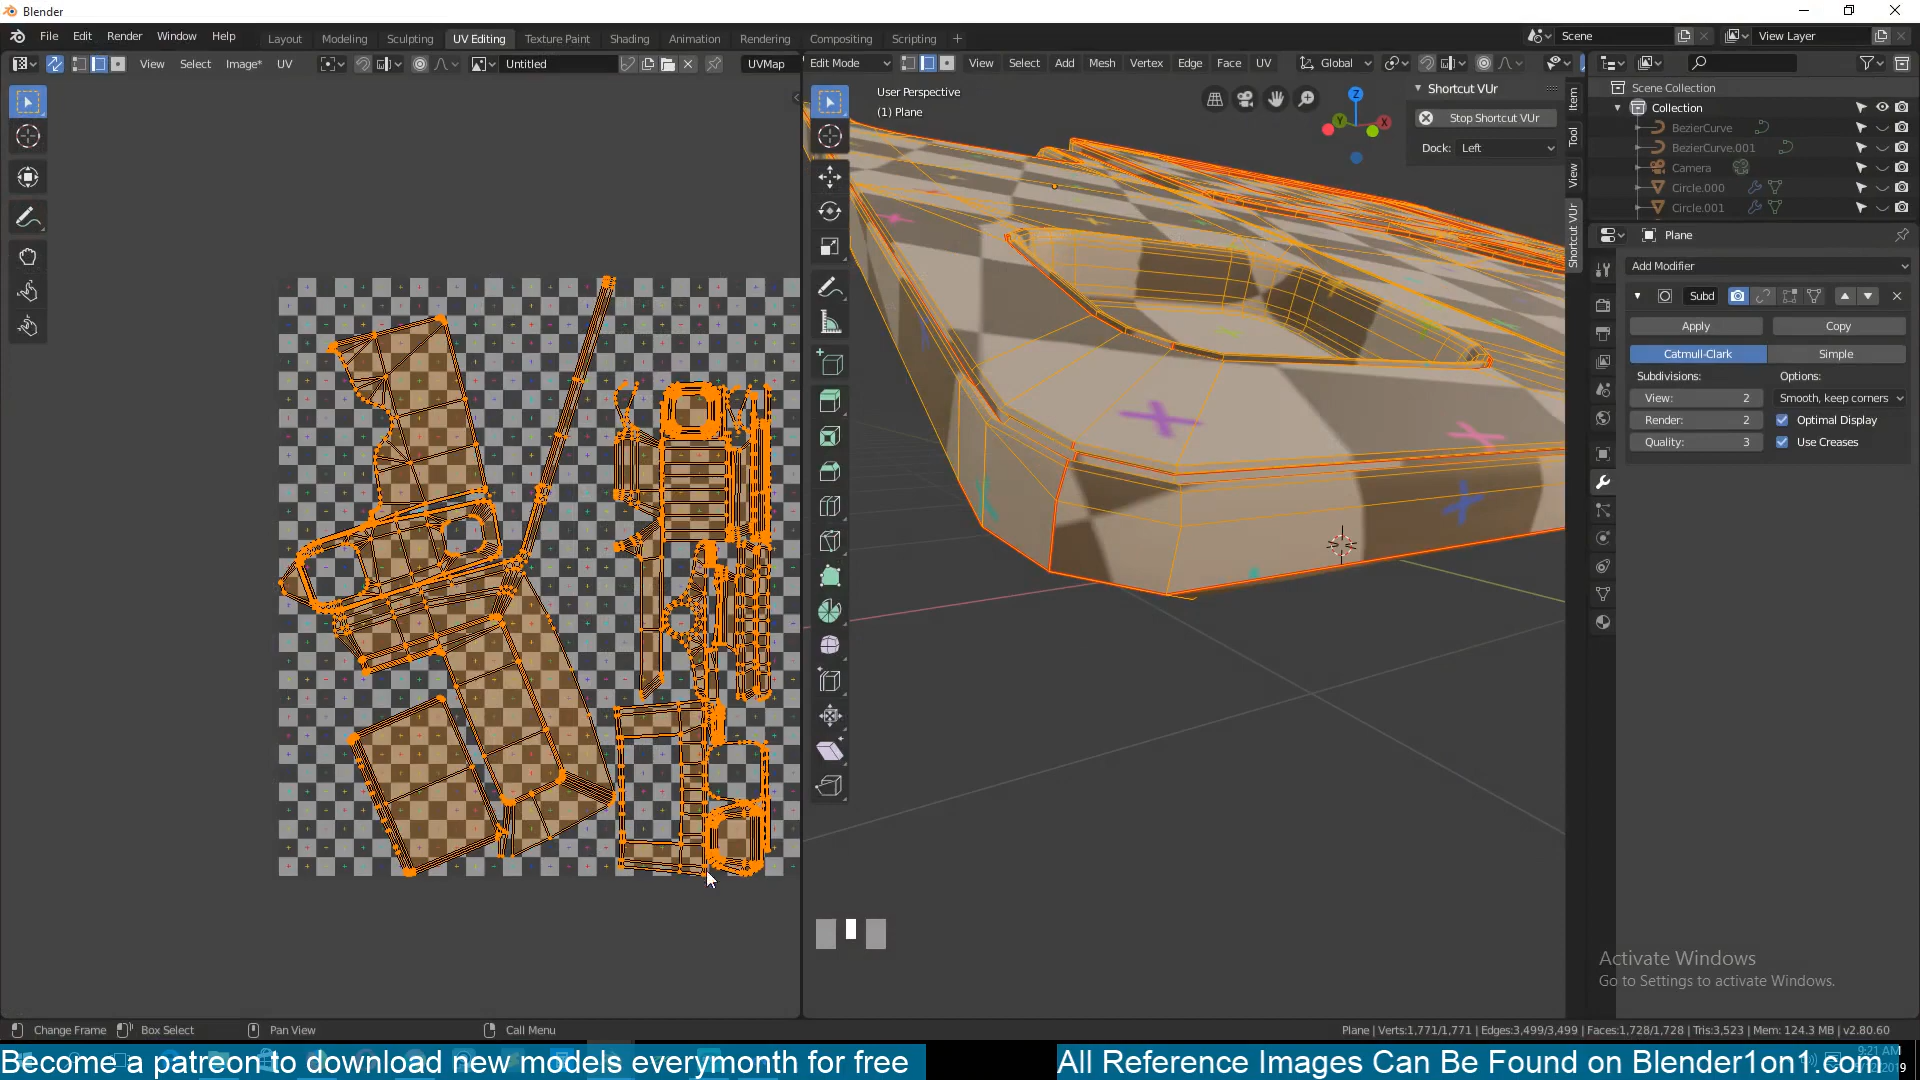 Blender
File Edit Render Window Help Layout Modeling Sculpting UV Editing Texture Paint Shading Animation Rendering Compositing Scripting + Scene View Layer
View Select Image* UV Untitled UVMap Edit Mode View Select Add Mesh Vertex Edge Face UV Global
User Perspective
(1) Plane
Shortcut VUr
Stop Shortcut VUr
Dock: Left
Item
Tool
View
Shortcut VUr
Z
Y
X
Scene Collection
Collection
BezierCurve
BezierCurve.001
Camera
Circle.000
Circle.001
Plane
Add Modifier
Subd
Apply Copy
Catmull-Clark Simple
Subdivisions: Options:
View: 2 Smooth, keep corners
Render: 2 Optimal Display
Quality: 3 Use Creases
Activate Windows
Go to Settings to activate Windows.
Change Frame Box Select Pan View Call Menu Plane | Verts:1,771/1,771 | Edges:3,499/3,499 | Faces:1,728/1,728 | Tris:3,523 | Mem: 124.3 MB | v2.80.60
9:21 AM
Become a patreon to download new models everymonth for free All Reference Images Can Be Found on Blender1on1.com